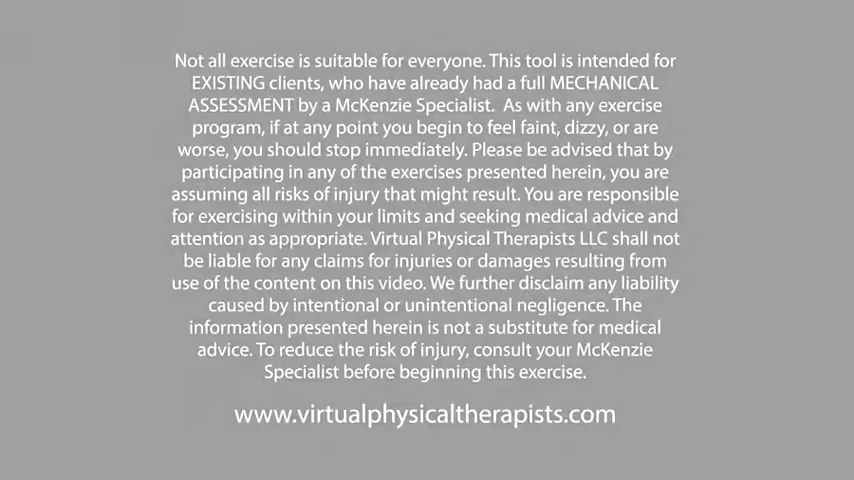 Not all exercise is suitable for everyone. This tool is intended for
EXISTING clients, who have already had a full MECHANICAL
ASSESSMENT by a McKenzie Specialist.  As with any exercise
program, if at any point you begin to feel faint, dizzy, or are
worse, you should stop immediately. Please be advised that by
participating in any of the exercises presented herein, you are
assuming all risks of injury that might result. You are responsible
for exercising within your limits and seeking medical advice and
attention as appropriate. Virtual Physical Therapists LLC shall not
be liable for any claims for injuries or damages resulting from
use of the content on this video. We further disclaim any liability
caused by intentional or unintentional negligence. The
information presented herein is not a substitute for medical
advice. To reduce the risk of injury, consult your McKenzie
Specialist before beginning this exercise.
www.virtualphysicaltherapists.com